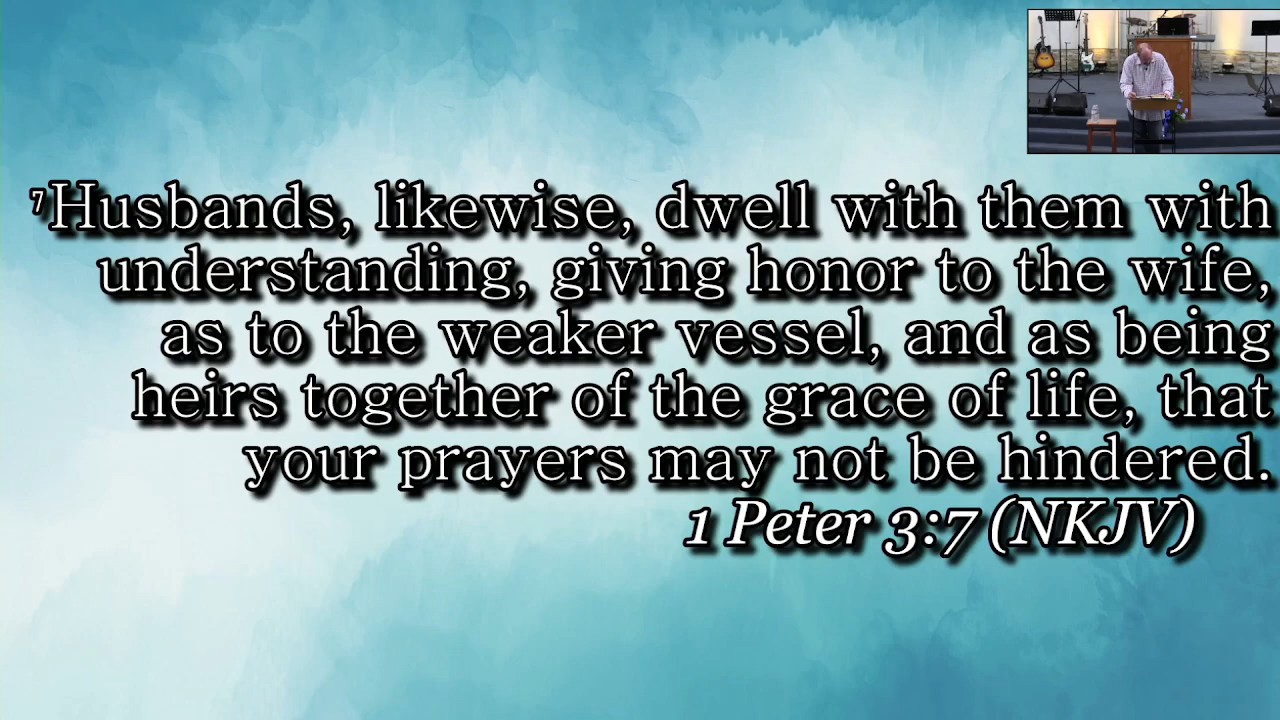 ⁷Husbands, likewise, dwell with them with
understanding, giving honor to the wife,
as to the weaker vessel, and as being
heirs together of the grace of life, that
your prayers may not be hindered.
1 Peter 3:7 (NKJV)